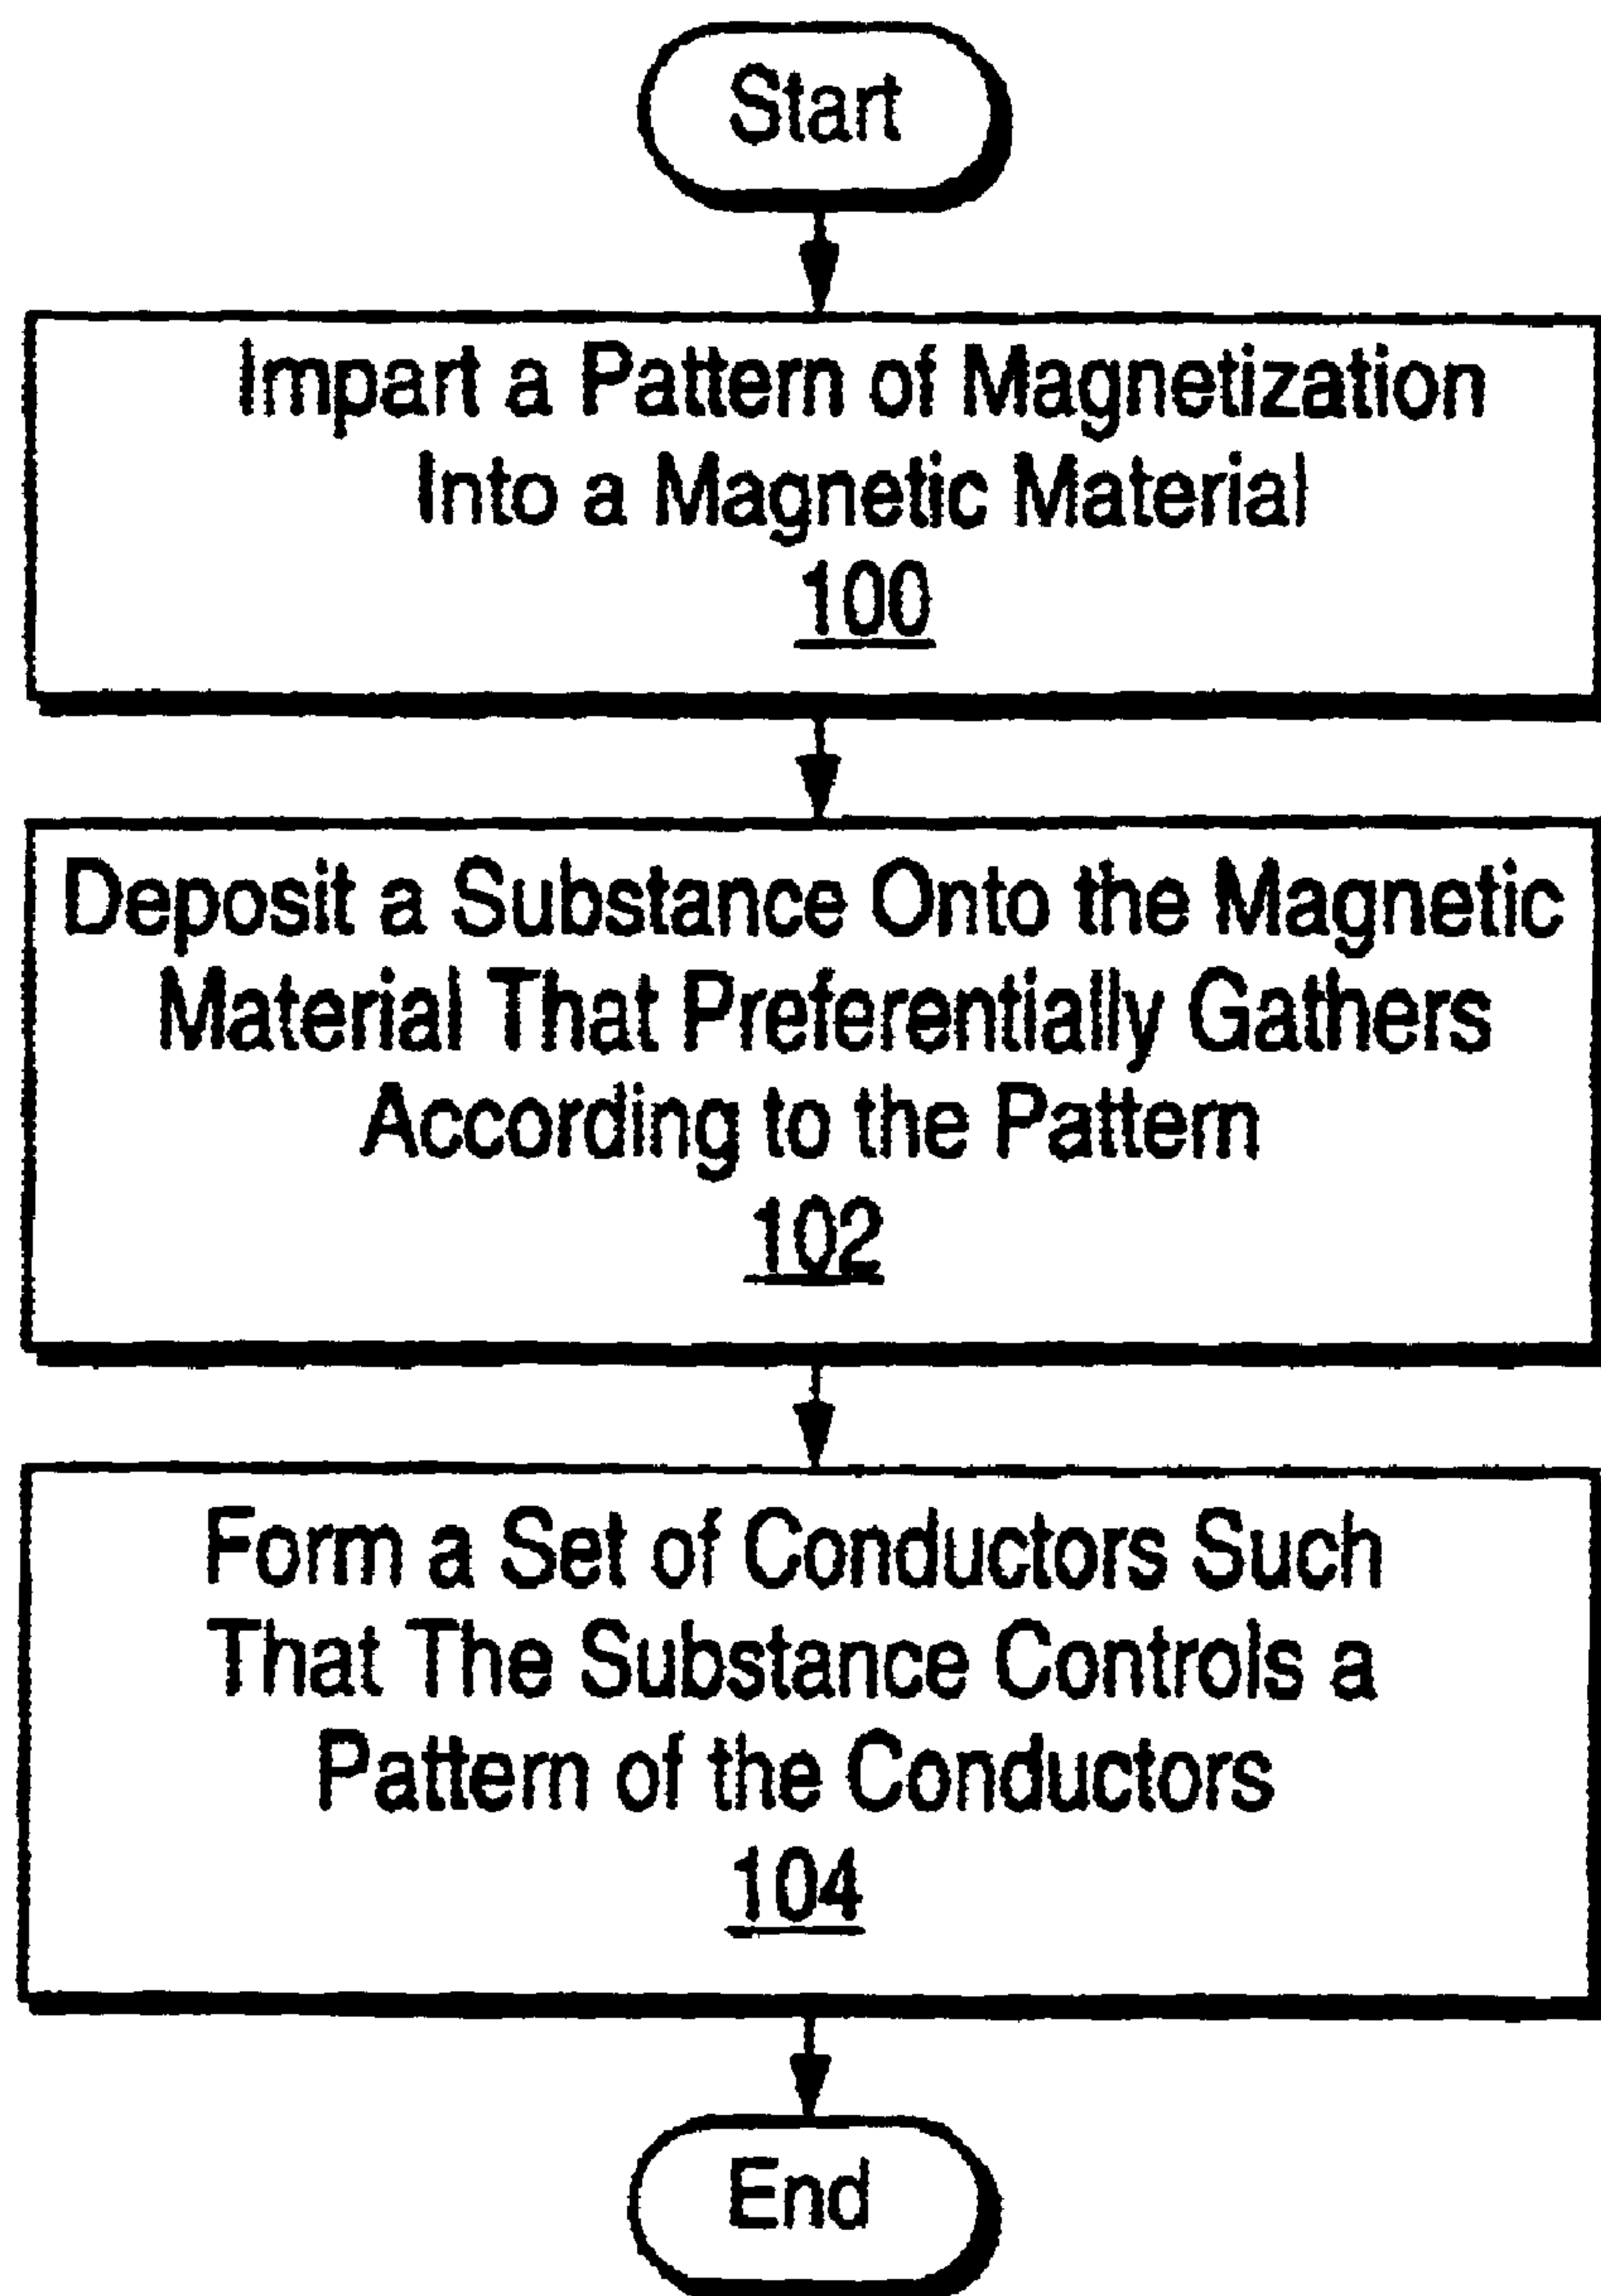 Start
Impart a Pattern of Magnetization
Into a Magnetic Material
100
Deposit a Substance Onto the Magnetic
Material That Preferentially Gathers
According to the Pattern
102
Form a Set of Conductors Such
That The Substance Controls a
Pattern of the Conductors
104
End